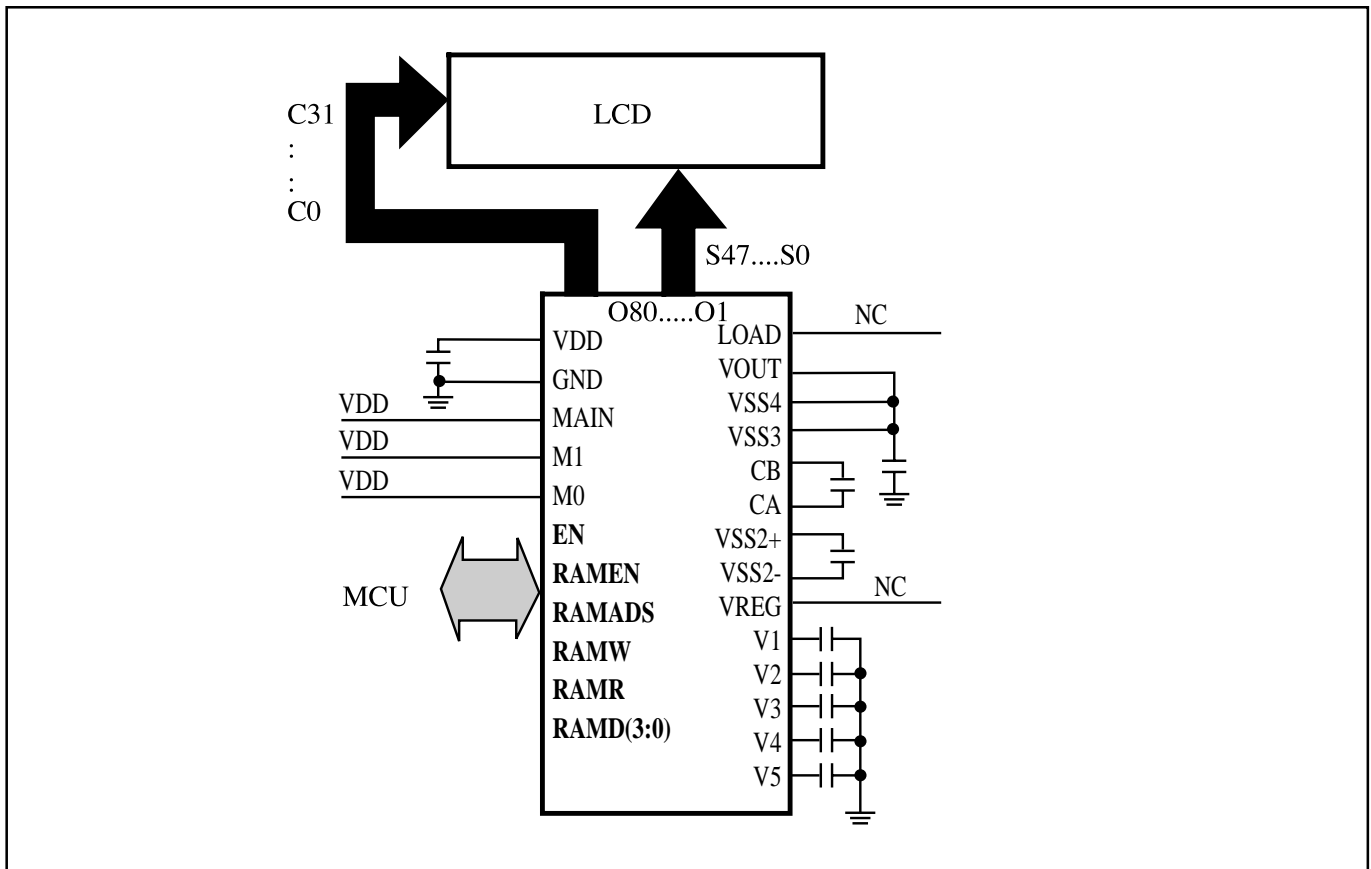 C31
:
:
C0
LCD
S47....S0
O80.....O1
VDD
GND
VDD
MAIN
VDD
M1
VDD
M0
EN
RAMEN
MCU
RAMADS
RAMW
RAMR
RAMD(3:0)
LOAD
NC
VOUT
VSS4
VSS3
CB
CA
VSS2+
VSS2-
VREG
NC
V1
V2
V3
V4
V5